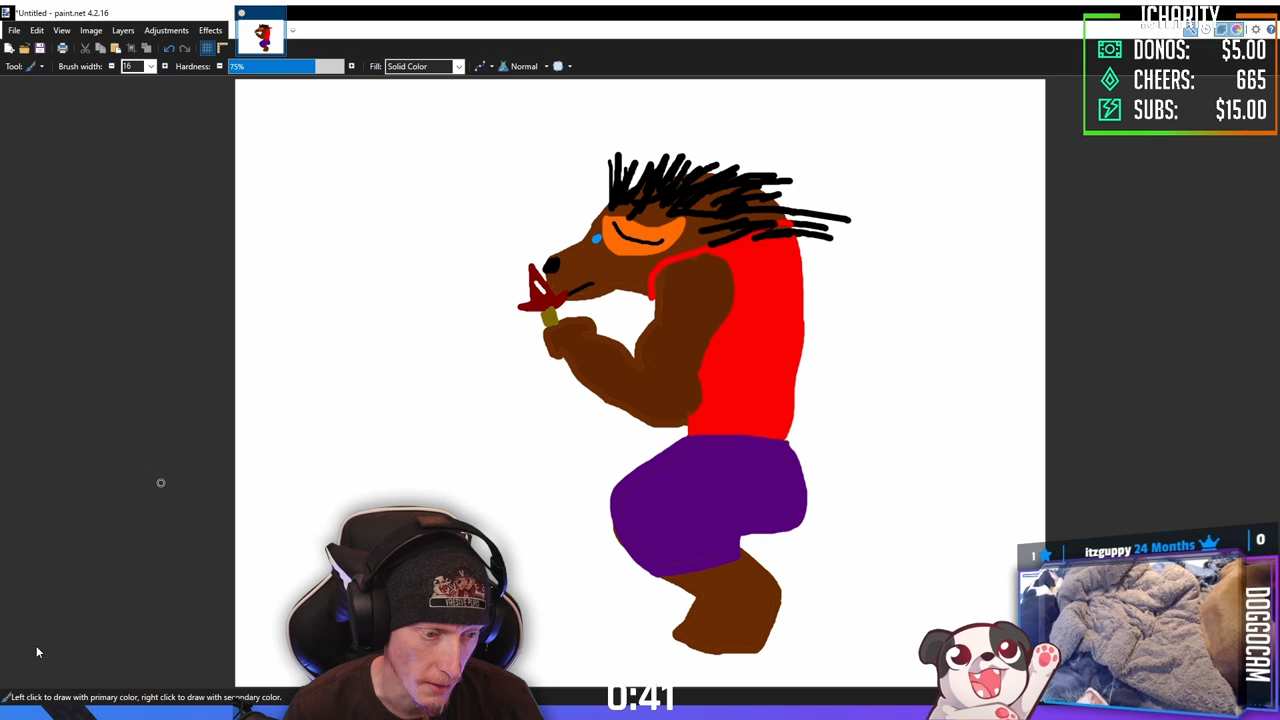 *Untitled - paint.net 4.2.16
File Edit View Image Layers Adjustments Effects
Tool: Brush width: 16 Hardness: 75% Fill: Solid Color Normal
!CHARITY
DONOS: $5.00
CHEERS: 665
SUBS: $15.00
1 itzguppy 24 Months 0
DOGGOCAM
0:41
Left click to draw with primary color, right click to draw with secondary color.